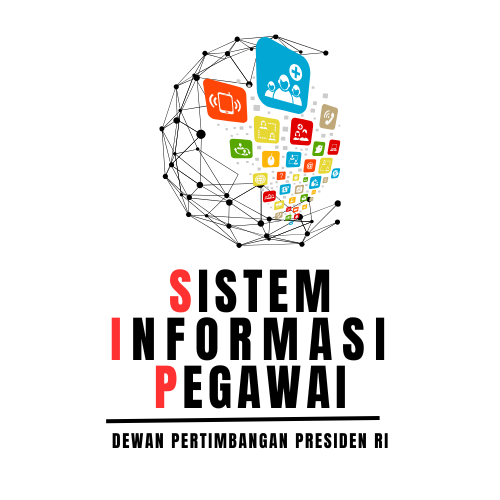 SISTEM
INFORMASI
PEGAWAI
DEWAN PERTIMBANGAN PRESIDEN RI